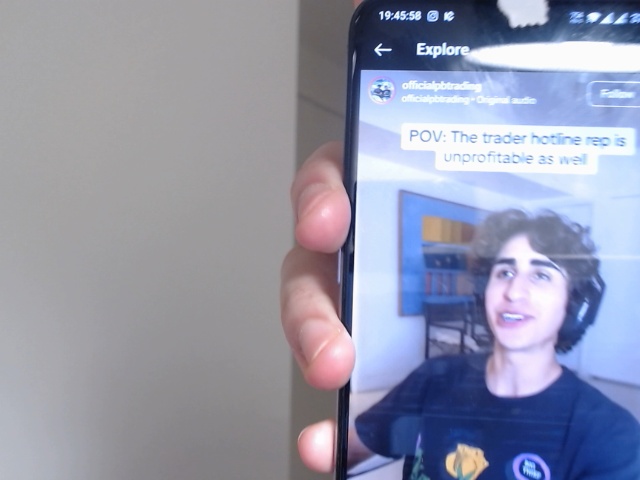 19:45:58
Explore
officialpbtrading
officialpbtrading • Original audio
Follow
POV: The trader hotline rep is
unprofitable as well